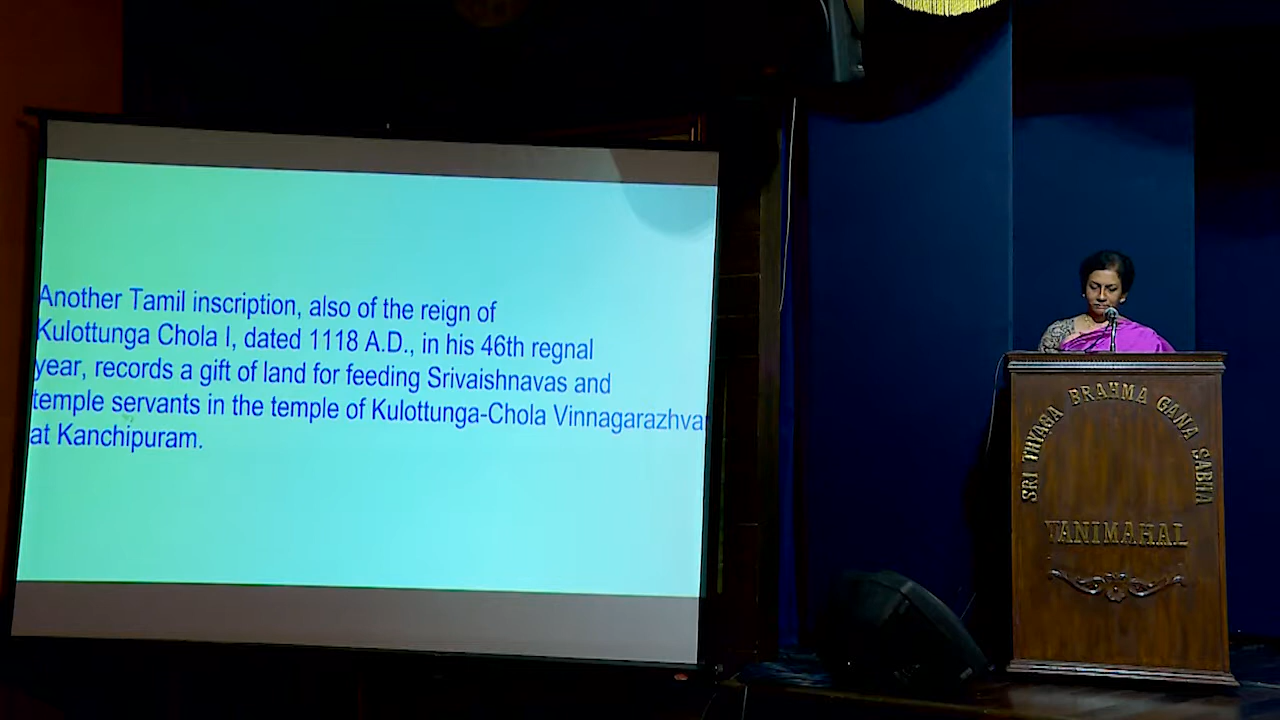 Another Tamil inscription, also of the reign of
Kulottunga Chola I, dated 1118 A.D., in his 46th regnal
year, records a gift of land for feeding Srivaishnavas and
temple servants in the temple of Kulottunga-Chola Vinnagarazhva
at Kanchipuram.
SRI THYAGA BRAHMA GANA SABHA
VANIMAHAL